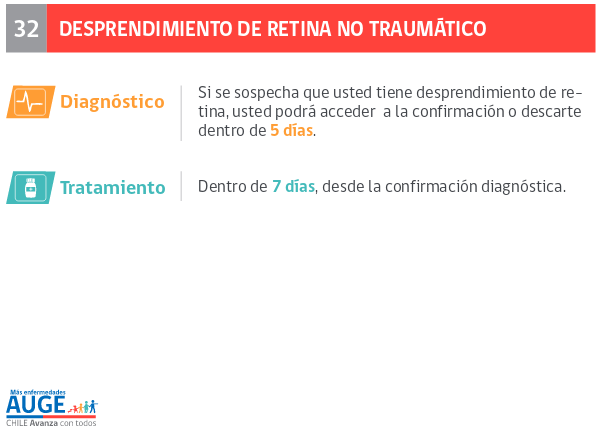 32 DESPRENDIMIENTO DE RETINA NO TRAUMÁTICO
Diagnóstico
Si se sospecha que usted tiene desprendimiento de re-
tina, usted podrá acceder a la confirmación o descarte
dentro de 5 días.
Tratamiento
Dentro de 7 días, desde la confirmación diagnóstica.
Más enfermedades
AUGE
CHILE Avanza con todos